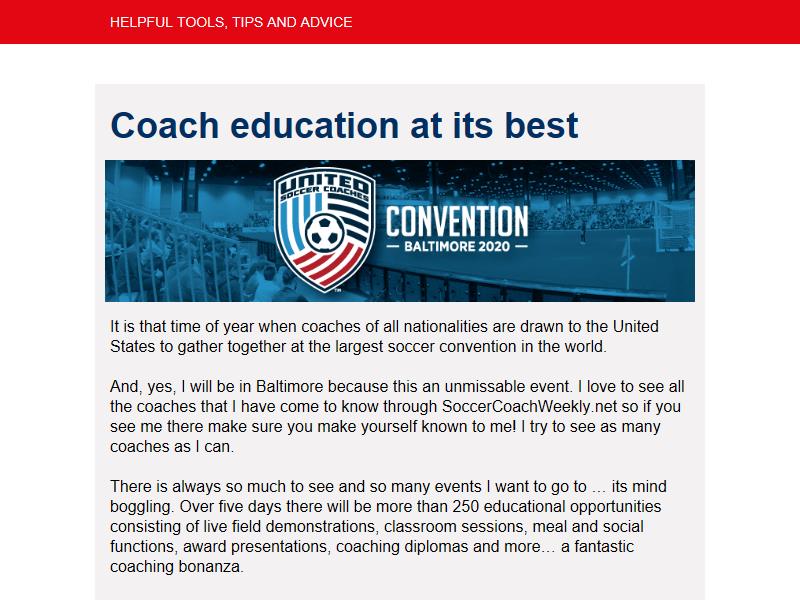 HELPFUL TOOLS, TIPS AND ADVICE
Coach education at its best
UNITED
SOCCER COACHES
CONVENTION
BALTIMORE 2020
TM
It is that time of year when coaches of all nationalities are drawn to the United
States to gather together at the largest soccer convention in the world.
And, yes, I will be in Baltimore because this an unmissable event. I love to see all
the coaches that I have come to know through SoccerCoachWeekly.net so if you
see me there make sure you make yourself known to me! I try to see as many
coaches as I can.
There is always so much to see and so many events I want to go to … its mind
boggling. Over five days there will be more than 250 educational opportunities
consisting of live field demonstrations, classroom sessions, meal and social
functions, award presentations, coaching diplomas and more… a fantastic
coaching bonanza.